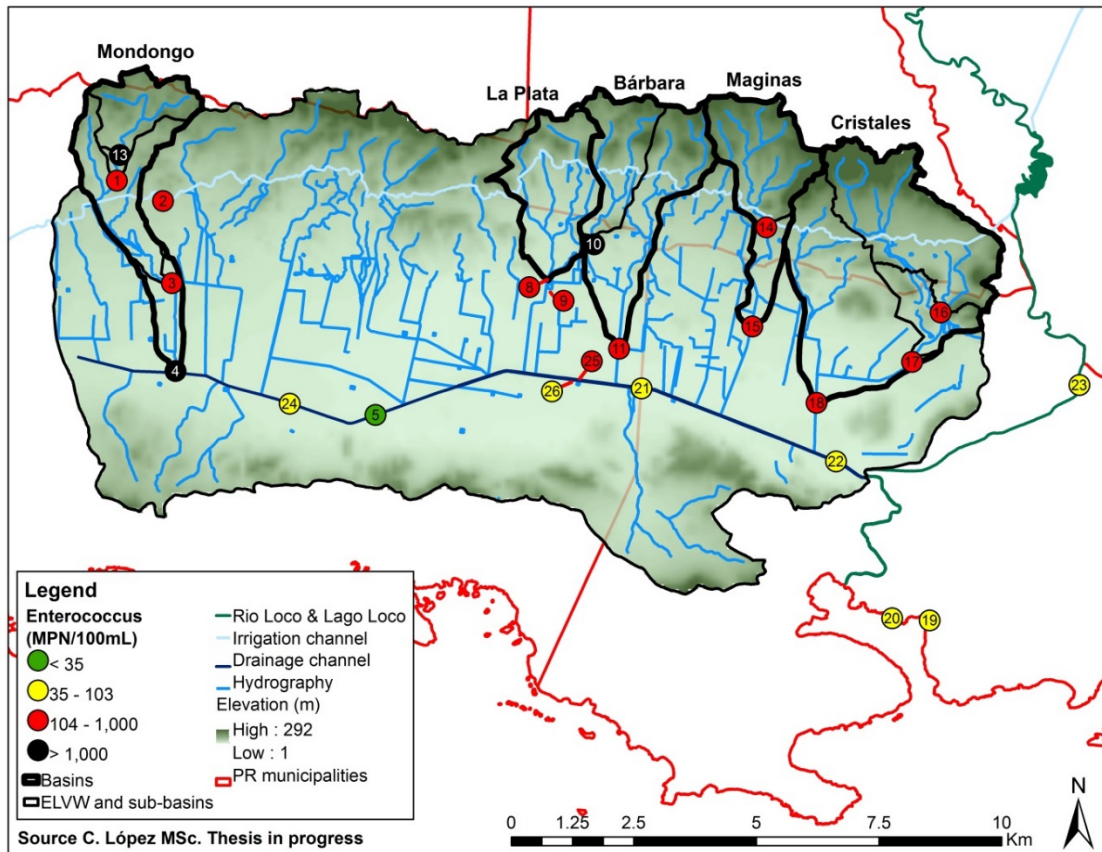 Mondongo
La Plata
Bárbara
Maginas
Cristales
13
1
2
3
4
24
5
8
9
10
11
25
26
21
14
15
16
17
18
22
23
20
19
Legend
Enterococcus
(MPN/100mL)
< 35
35 - 103
104 - 1,000
> 1,000
Basins
ELVW and sub-basins
Rio Loco & Lago Loco
Irrigation channel
Drainage channel
Hydrography
Elevation (m)
High : 292
Low : 1
PR municipalities
Source C. López MSc. Thesis in progress
0 1.25 2.5 5 7.5 10
Km
N